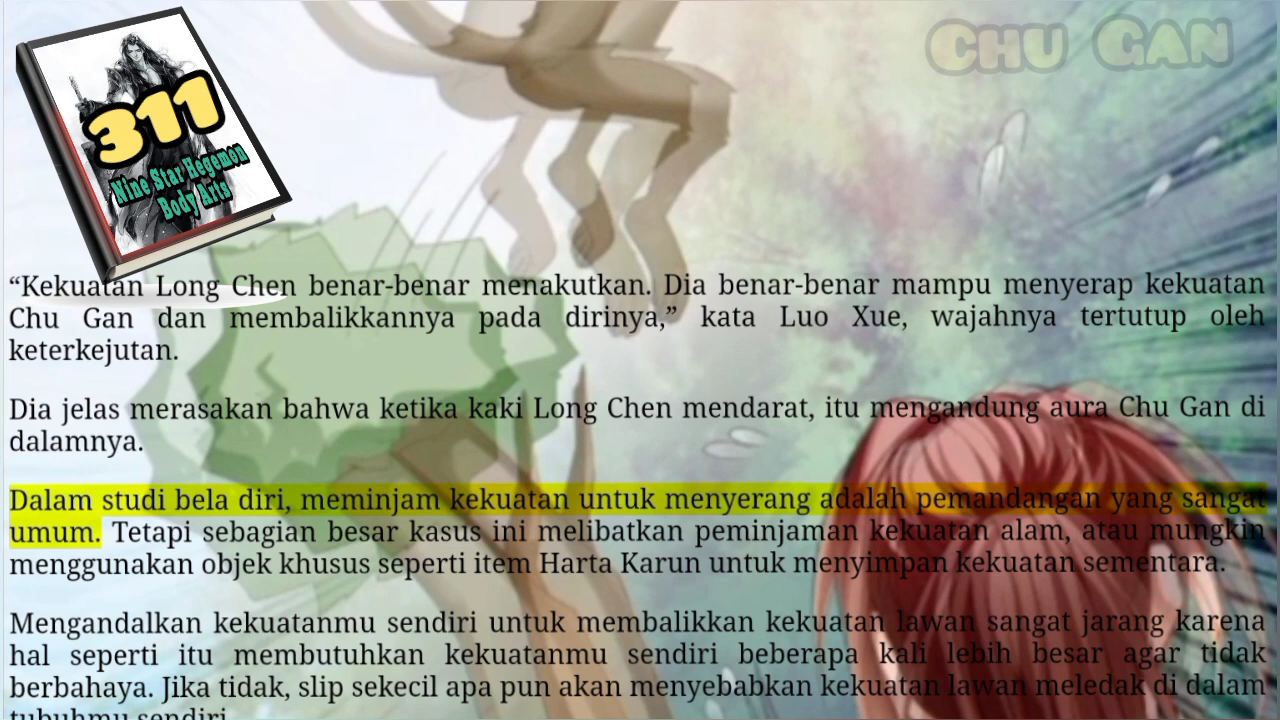 Chu Gan
311
Nine Star Hegemon
Body Arts
“Kekuatan Long Chen benar-benar menakutkan. Dia benar-benar mampu menyerap kekuatan
Chu Gan dan membalikkannya pada dirinya,” kata Luo Xue, wajahnya tertutup oleh
keterkejutan.
Dia jelas merasakan bahwa ketika kaki Long Chen mendarat, itu mengandung aura Chu Gan di
dalamnya.
Dalam studi bela diri, meminjam kekuatan untuk menyerang adalah pemandangan yang sangat
umum. Tetapi sebagian besar kasus ini melibatkan peminjaman kekuatan alam, atau mungkin
menggunakan objek khusus seperti item Harta Karun untuk menyimpan kekuatan sementara.
Mengandalkan kekuatanmu sendiri untuk membalikkan kekuatan lawan sangat jarang karena
hal seperti itu membutuhkan kekuatanmu sendiri beberapa kali lebih besar agar tidak
berbahaya. Jika tidak, slip sekecil apa pun akan menyebabkan kekuatan lawan meledak di dalam
tubuhmu sendiri.